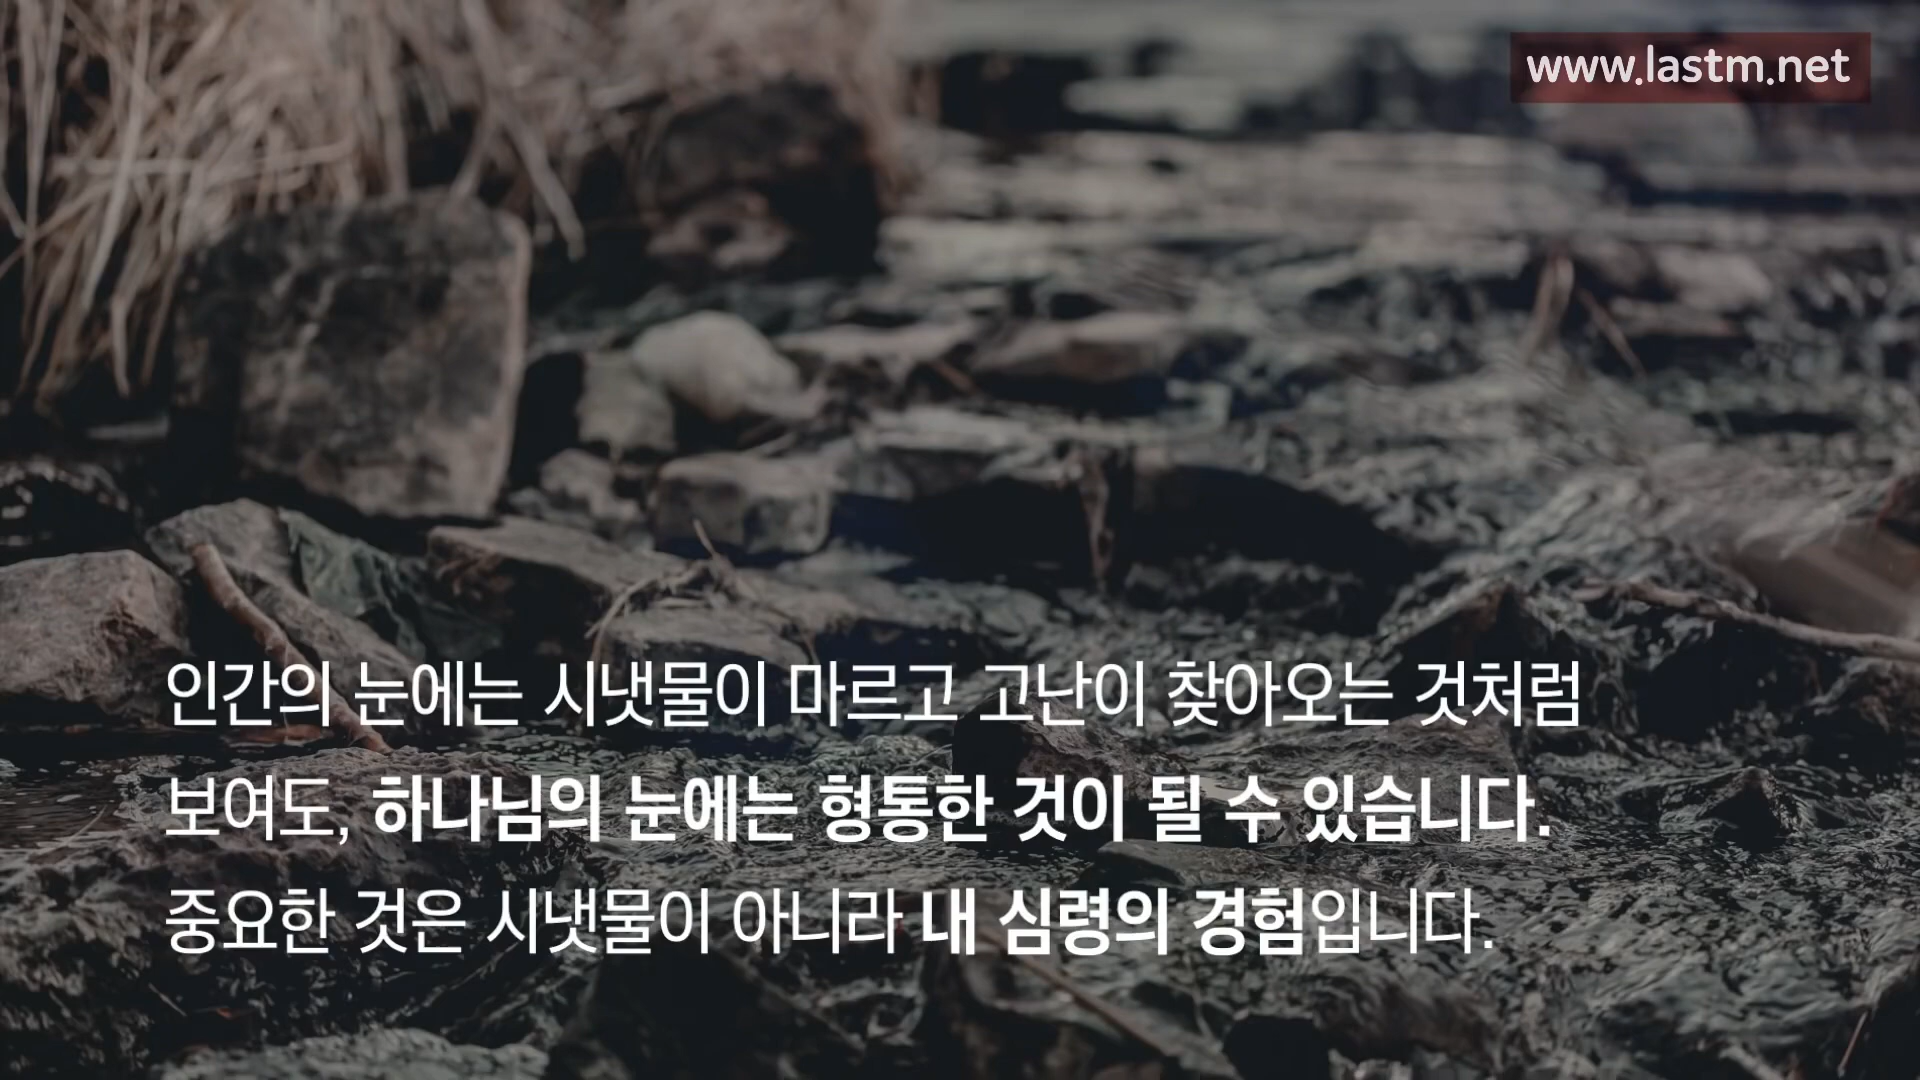 www.lastm.net
인간의 눈에는 시냇물이 마르고 고난이 찾아오는 것처럼
보여도, 하나님의 눈에는 형통한 것이 될 수 있습니다.
중요한 것은 시냇물이 아니라 내 심령의 경험입니다.